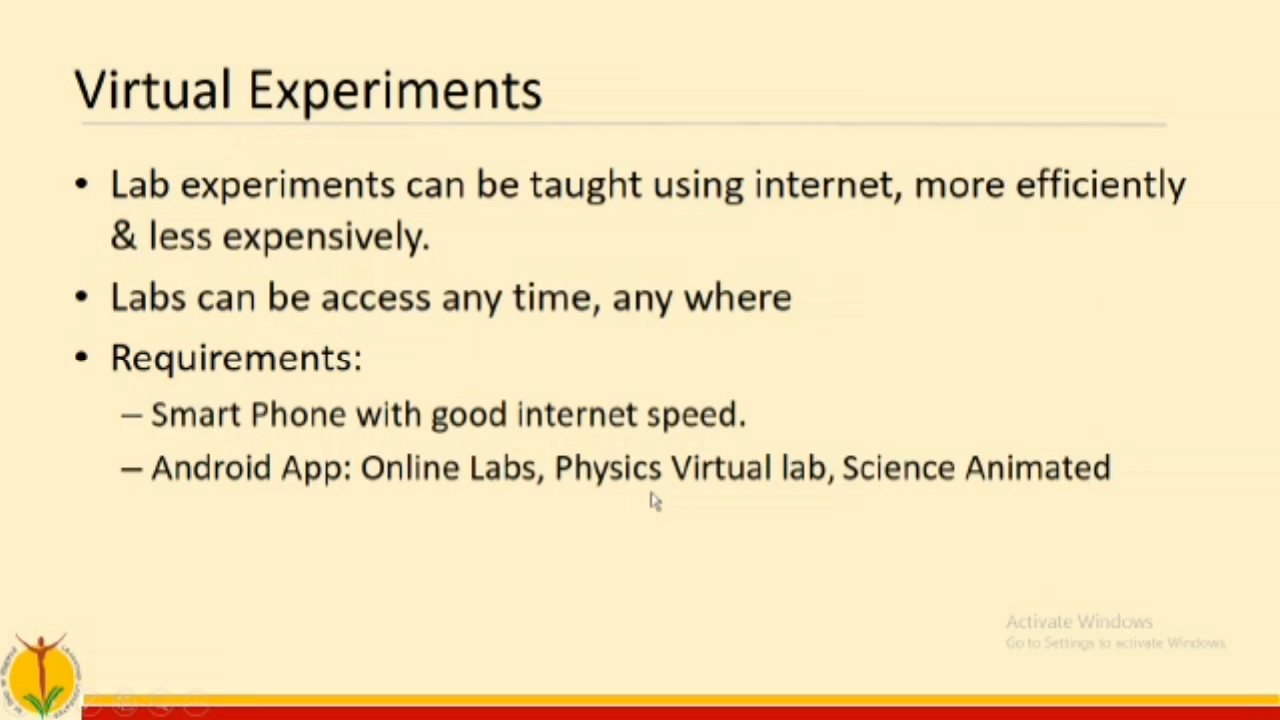 Virtual Experiments
• Lab experiments can be taught using internet, more efficiently
& less expensively.
• Labs can be access any time, any where
• Requirements:
– Smart Phone with good internet speed.
– Android App: Online Labs, Physics Virtual lab, Science Animated
Activate Windows
Go to Settings to activate Windows.